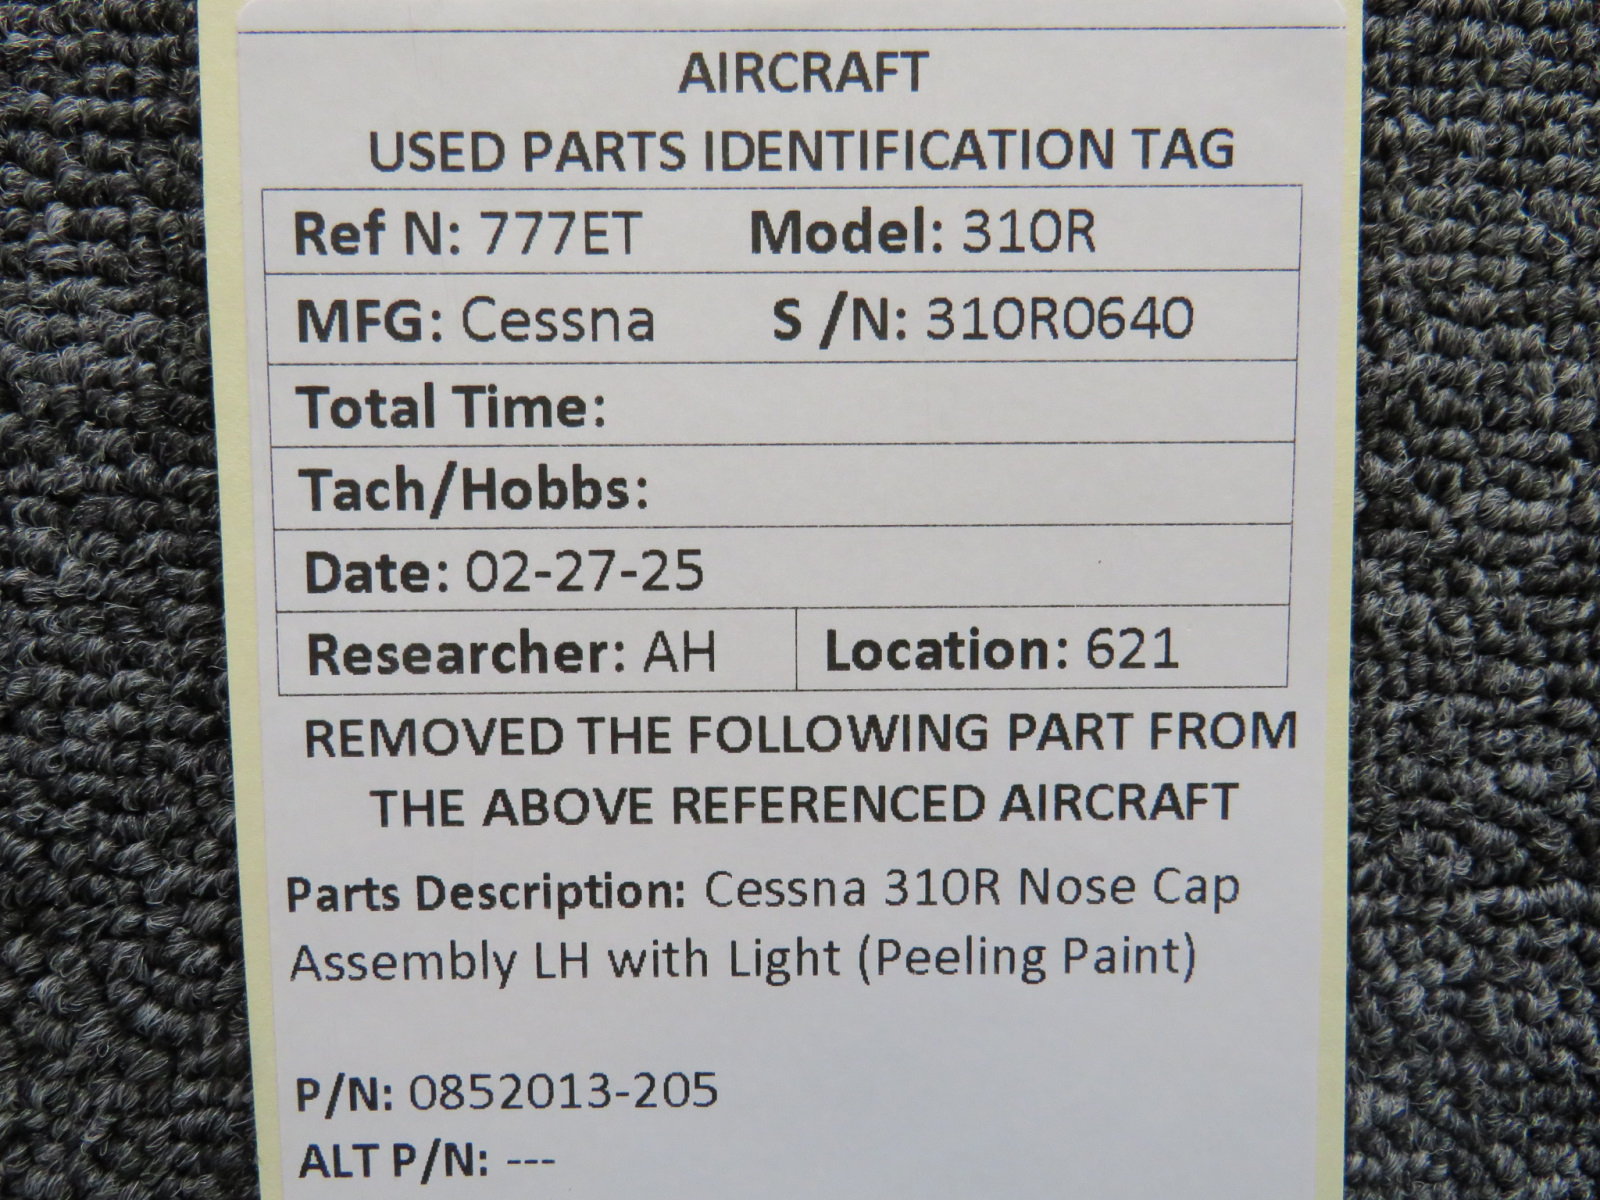 AIRCRAFT
USED PARTS IDENTIFICATION TAG
Ref N: 777ET Model: 310R
MFG: Cessna S /N: 310R0640
Total Time:
Tach/Hobbs:
Date: 02-27-25
Researcher: AH Location: 621
REMOVED THE FOLLOWING PART FROM
THE ABOVE REFERENCED AIRCRAFT
Parts Description: Cessna 310R Nose Cap
Assembly LH with Light (Peeling Paint)
P/N: 0852013-205
ALT P/N: ---